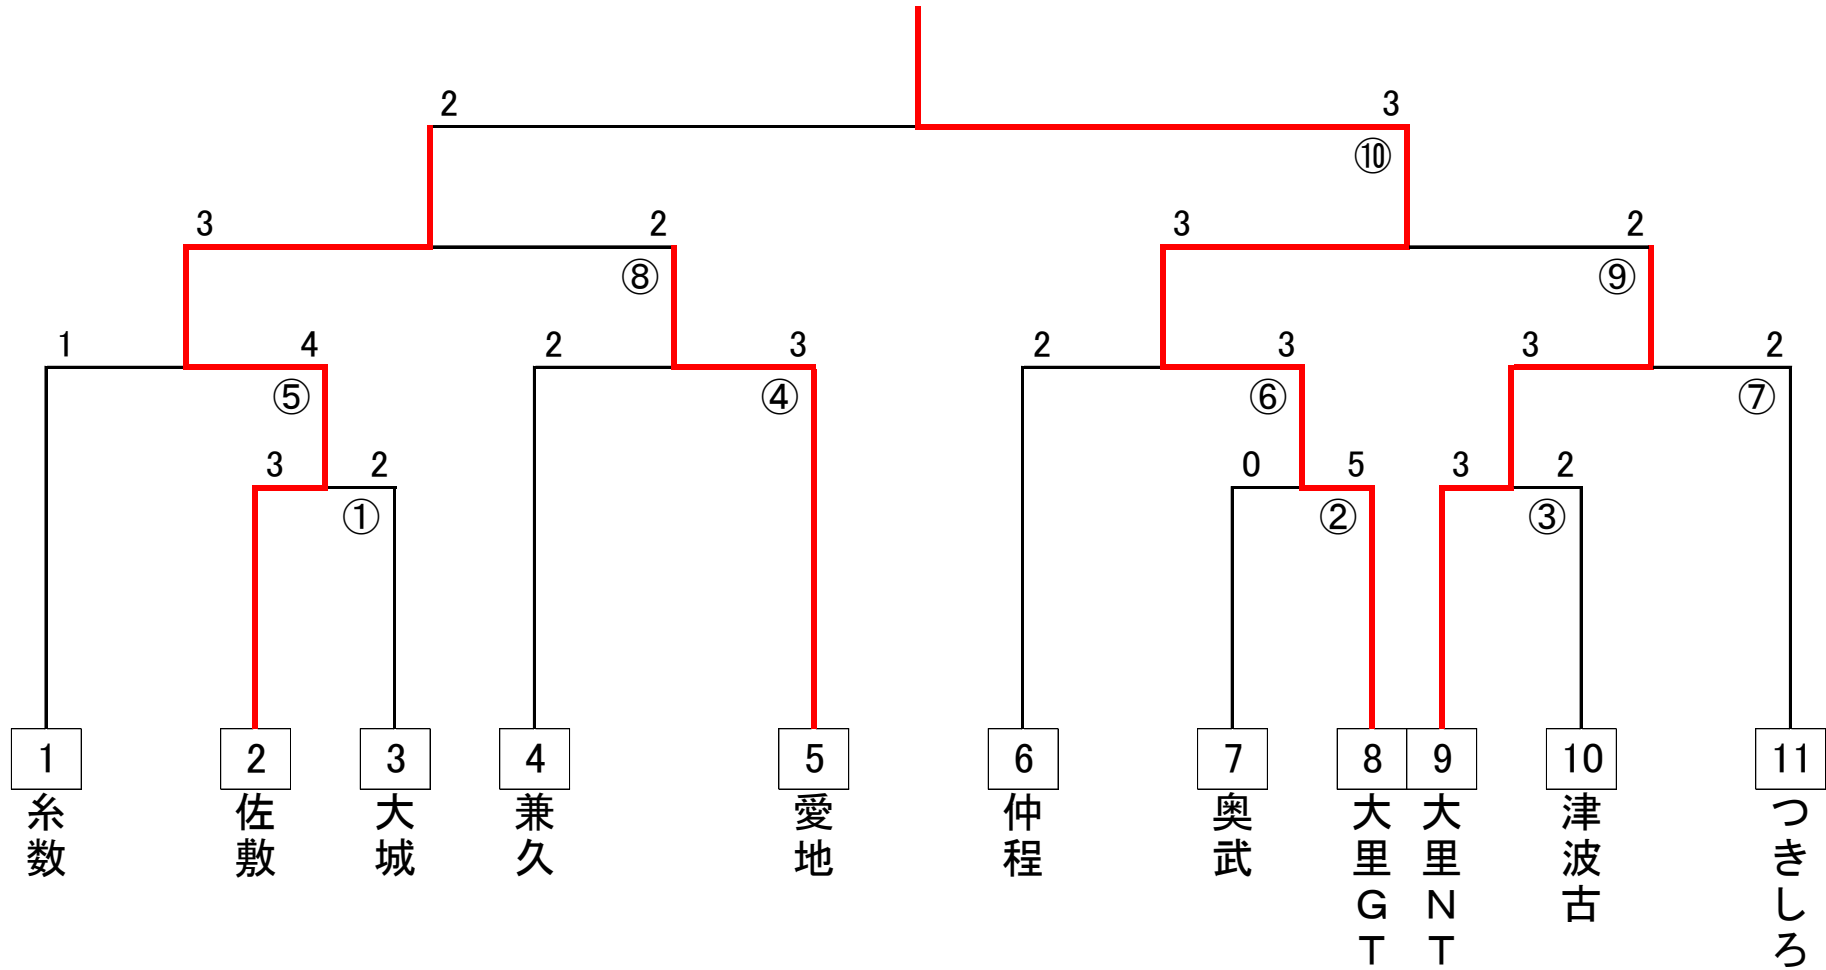 2 3
⑩
3 2 3 2
⑧ ⑨
1 4 2 3 2 3 3 2
⑤ ④ ⑥ ⑦
3 2 0 5 3 2
① ② ③
1 2 3 4 5 6 7 8 9 10 11
糸数
佐敷
大城
兼久
愛地
仲程
奥武
大里GT
大里NT
津波古
つきしろ